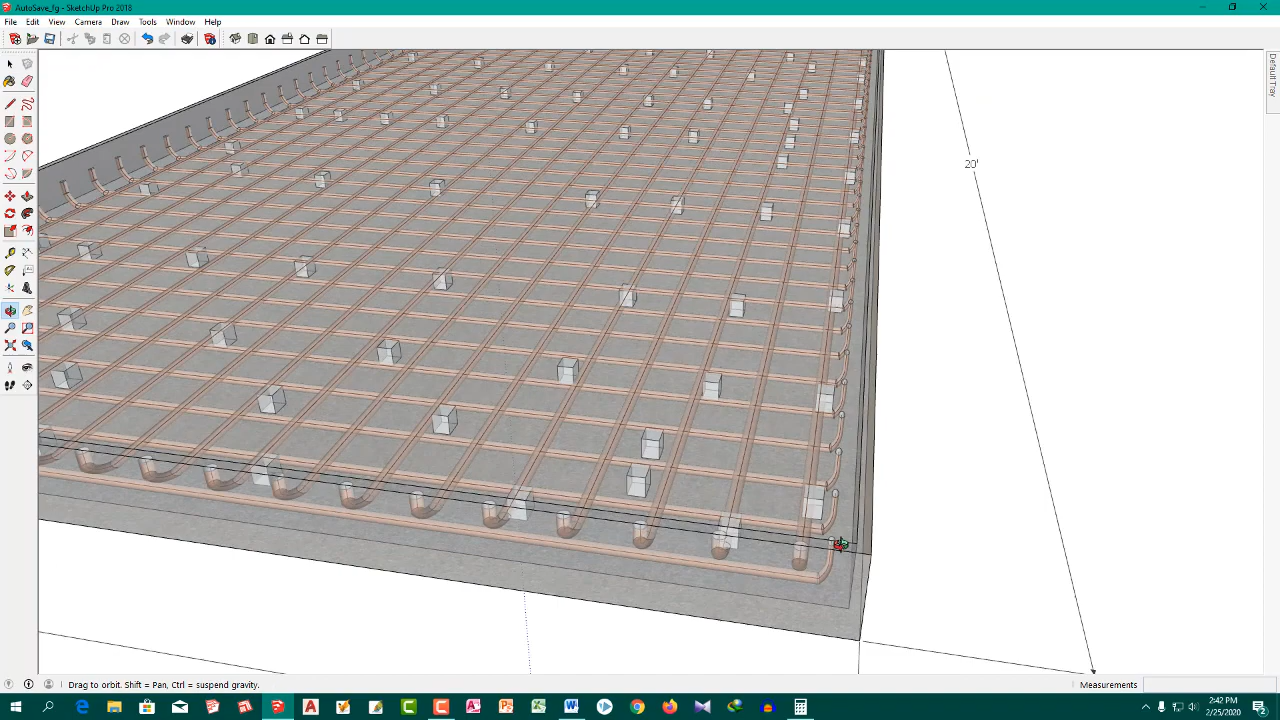 AutoSave_fg - SketchUp Pro 2018
File Edit View Camera Draw Tools Window Help
Default Tray
20'
Drag to orbit. Shift = Pan, Ctrl = suspend gravity.
Measurements
2:42 PM
2/25/2020